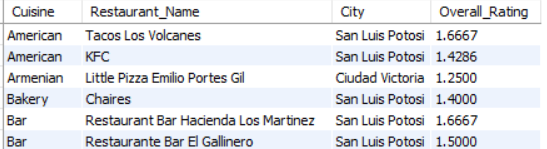 Cuisine Restaurant_Name City Overall_Rating
American Tacos Los Volcanes San Luis Potosi 1.6667
American KFC San Luis Potosi 1.4286
Armenian Little Pizza Emilio Portes Gil Ciudad Victoria 1.2500
Bakery Chaires San Luis Potosi 1.4000
Bar Restaurant Bar Hacienda Los Martinez San Luis Potosi 1.6667
Bar Restaurante Bar El Gallinero San Luis Potosi 1.5000